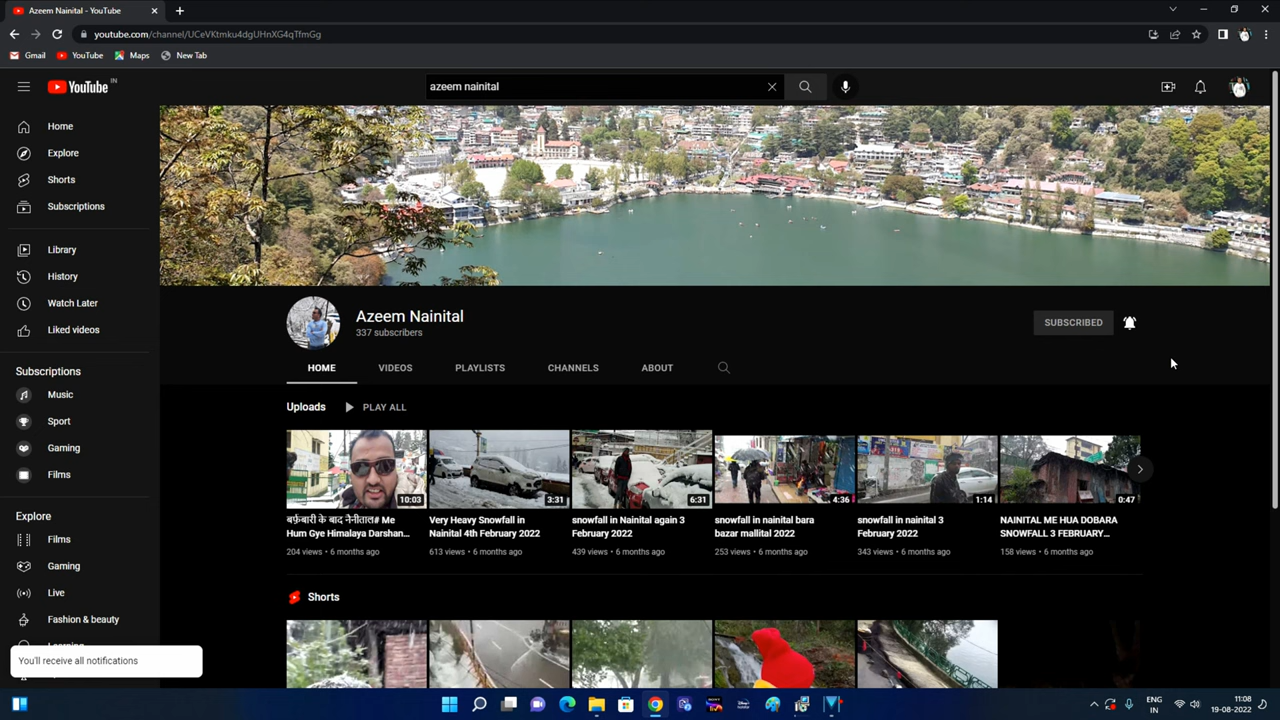 Azeem Nainital - YouTube
youtube.com/channel/UCeVKtmku4dgUHnXG4qTfmGg
Gmail
YouTube
Maps
New Tab
YouTube IN
azeem nainital
Home
Explore
Shorts
Subscriptions
Library
History
Watch Later
Liked videos
Subscriptions
Music
Sport
Gaming
Films
Explore
Films
Gaming
Live
Fashion & beauty
You'll receive all notifications
Azeem Nainital
337 subscribers
SUBSCRIBED
HOME
VIDEOS
PLAYLISTS
CHANNELS
ABOUT
Uploads
PLAY ALL
10:03
बर्फ़बारी के बाद नैनीताल# Me
Hum Gye Himalaya Darshan...
204 views • 6 months ago
3:31
Very Heavy Snowfall in
Nainital 4th February 2022
613 views • 6 months ago
6:31
snowfall in Nainital again 3
February 2022
439 views • 6 months ago
4:36
snowfall in nainital bara
bazar mallital 2022
253 views • 6 months ago
1:14
snowfall in nainital 3
February 2022
343 views • 6 months ago
0:47
NAINITAL ME HUA DOBARA
SNOWFALL 3 FEBRUARY...
158 views • 6 months ago
Shorts
ENG
IN
11:08
19-08-2022